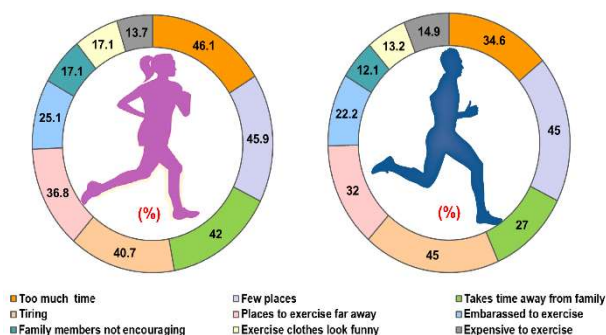 13.7
17.1
46.1
17.1
25.1
45.9
36.8
(%)
42
40.7
14.9
13.2
34.6
12.1
22.2
45
32
(%)
27
45
Too much time
Few places
Takes time away from family
Tiring
Places to exercise far away
Embarassed to exercise
Family members not encouraging
Exercise clothes look funny
Expensive to exercise